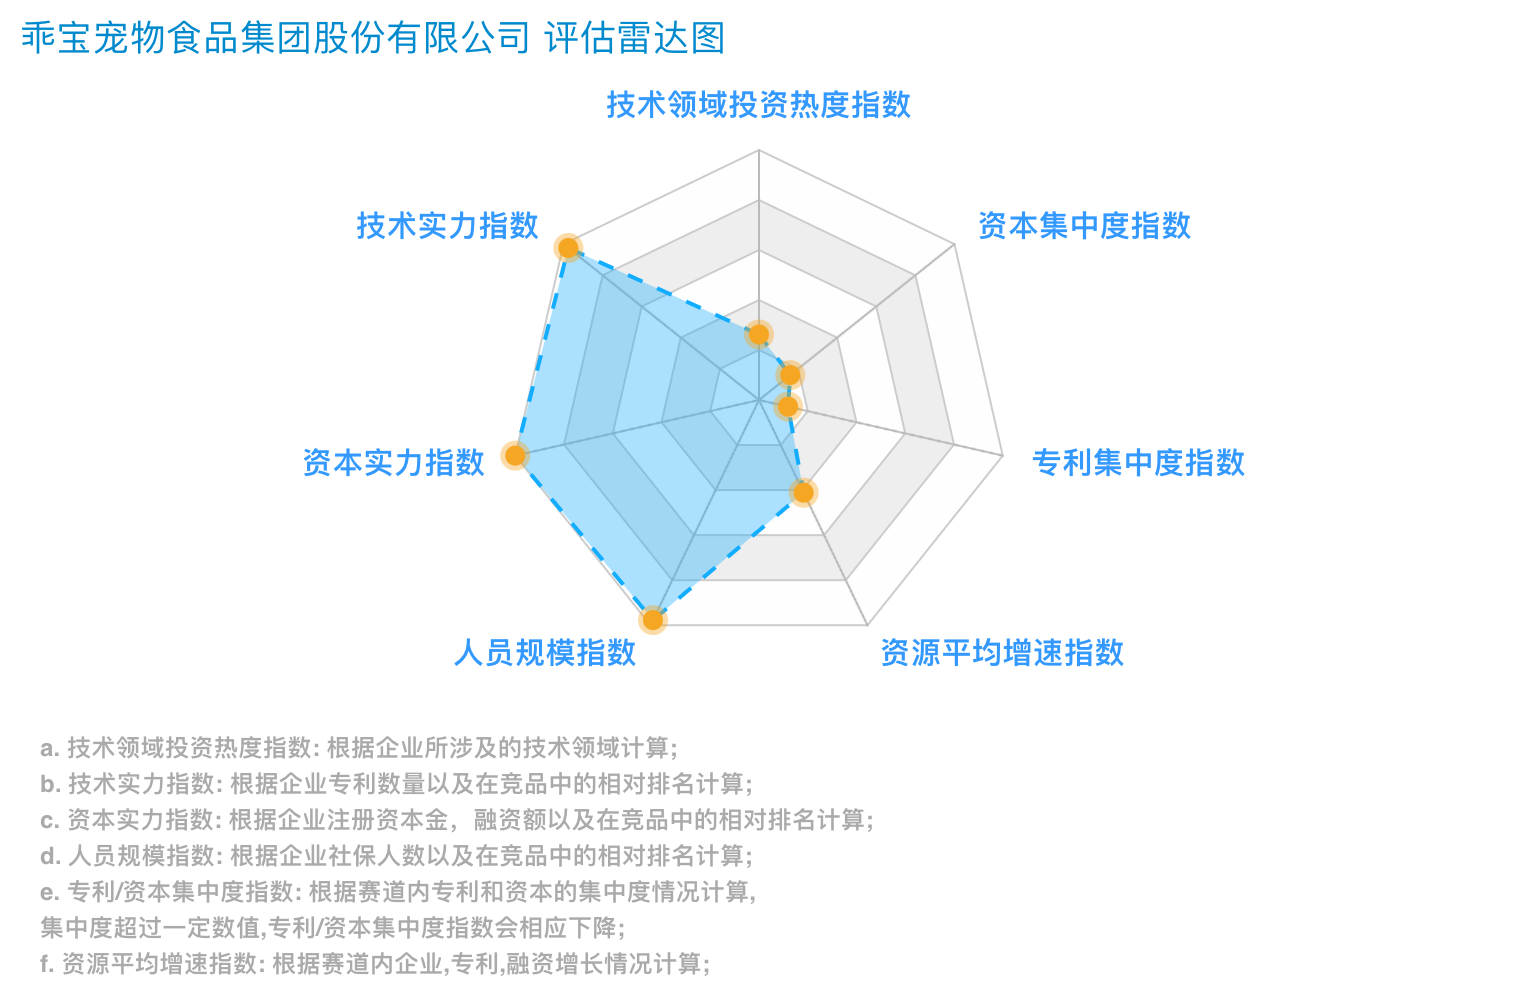 乖宝宠物食品集团股份有限公司 评估雷达图
技术领域投资热度指数
技术实力指数
资本集中度指数
资本实力指数
专利集中度指数
人员规模指数
资源平均增速指数
a. 技术领域投资热度指数: 根据企业所涉及的技术领域计算;
b. 技术实力指数: 根据企业专利数量以及在竞品中的相对排名计算;
c. 资本实力指数: 根据企业注册资本金，融资额以及在竞品中的相对排名计算;
d. 人员规模指数: 根据企业社保人数以及在竞品中的相对排名计算;
e. 专利/资本集中度指数: 根据赛道内专利和资本的集中度情况计算,
集中度超过一定数值,专利/资本集中度指数会相应下降;
f. 资源平均增速指数: 根据赛道内企业,专利,融资增长情况计算;